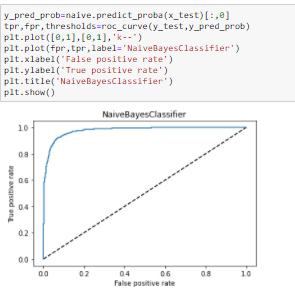 y_pred_prob=naive.predict_proba(x_test)[:,0]
tpr,fpr,thresholds=roc_curve(y_test,y_pred_prob)
plt.plot([0,1],[0,1],'k--')
plt.plot(fpr,tpr,label='NaiveBayesClassifier')
plt.xlabel('False positive rate')
plt.ylabel('True positive rate')
plt.title('NaiveBayesClassifier')
plt.show()
NaiveBayesClassifier
1.0
0.8
0.6
0.4
0.2
0.0
True positive rate
0.0 0.2 0.4 0.6 0.8 1.0
False positive rate